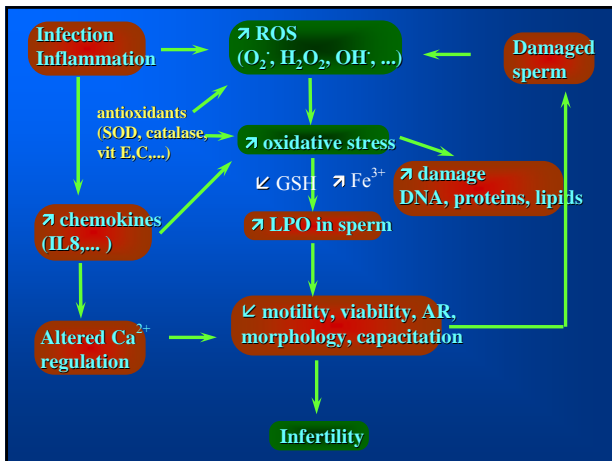 Infection
Inflammation
↗ ROS
(O₂˙, H₂O₂, OH˙, ...)
Damaged
sperm
antioxidants
(SOD, catalase,
vit E,C,...)
↗ oxidative stress
↗ damage
DNA, proteins, lipids
↙ GSH ↗ Fe³⁺
↗ chemokines
(IL8,... )
↗ LPO in sperm
Altered Ca²⁺
regulation
↙ motility, viability, AR,
morphology, capacitation
Infertility